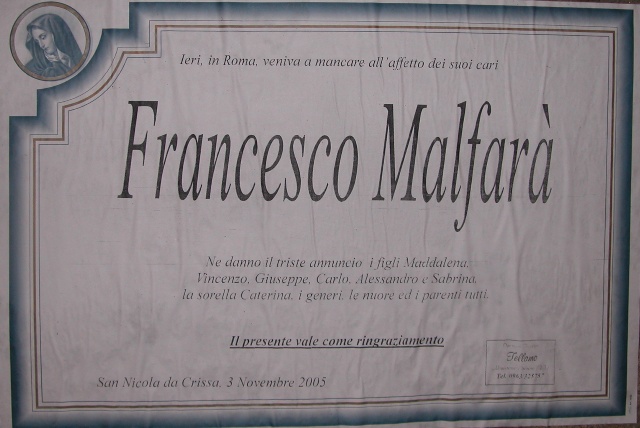 Ieri, in Roma, veniva a mancare all'affetto dei suoi cari
Francesco Malfarà
Ne danno il triste annuncio i figli Maddalena,
Vincenzo, Giuseppe, Carlo, Alessandro e Sabrina,
la sorella Caterina, i generi, le nuore ed i parenti tutti.
Il presente vale come ringraziamento
San Nicola da Crissa, 3 Novembre 2005